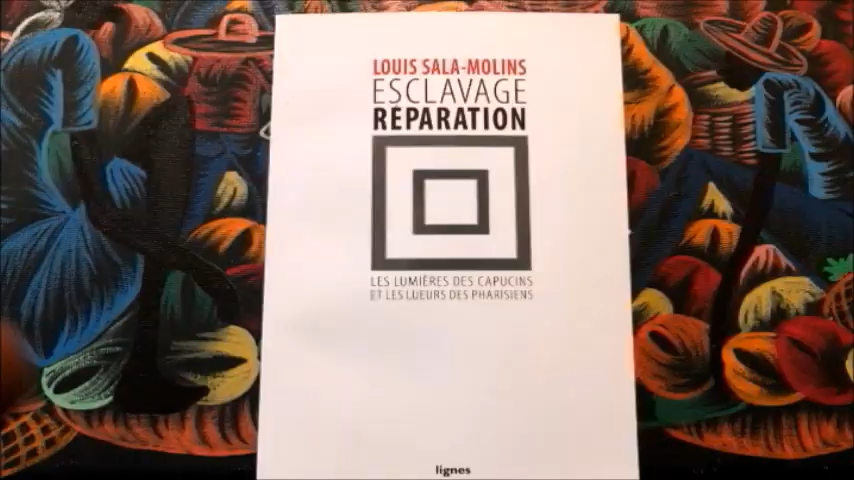 LOUIS SALA-MOLINS
ESCLAVAGE
RÉPARATION
LES LUMIÈRES DES CAPUCINS
ET LES LUEURS DES PHARISIENS
lignes